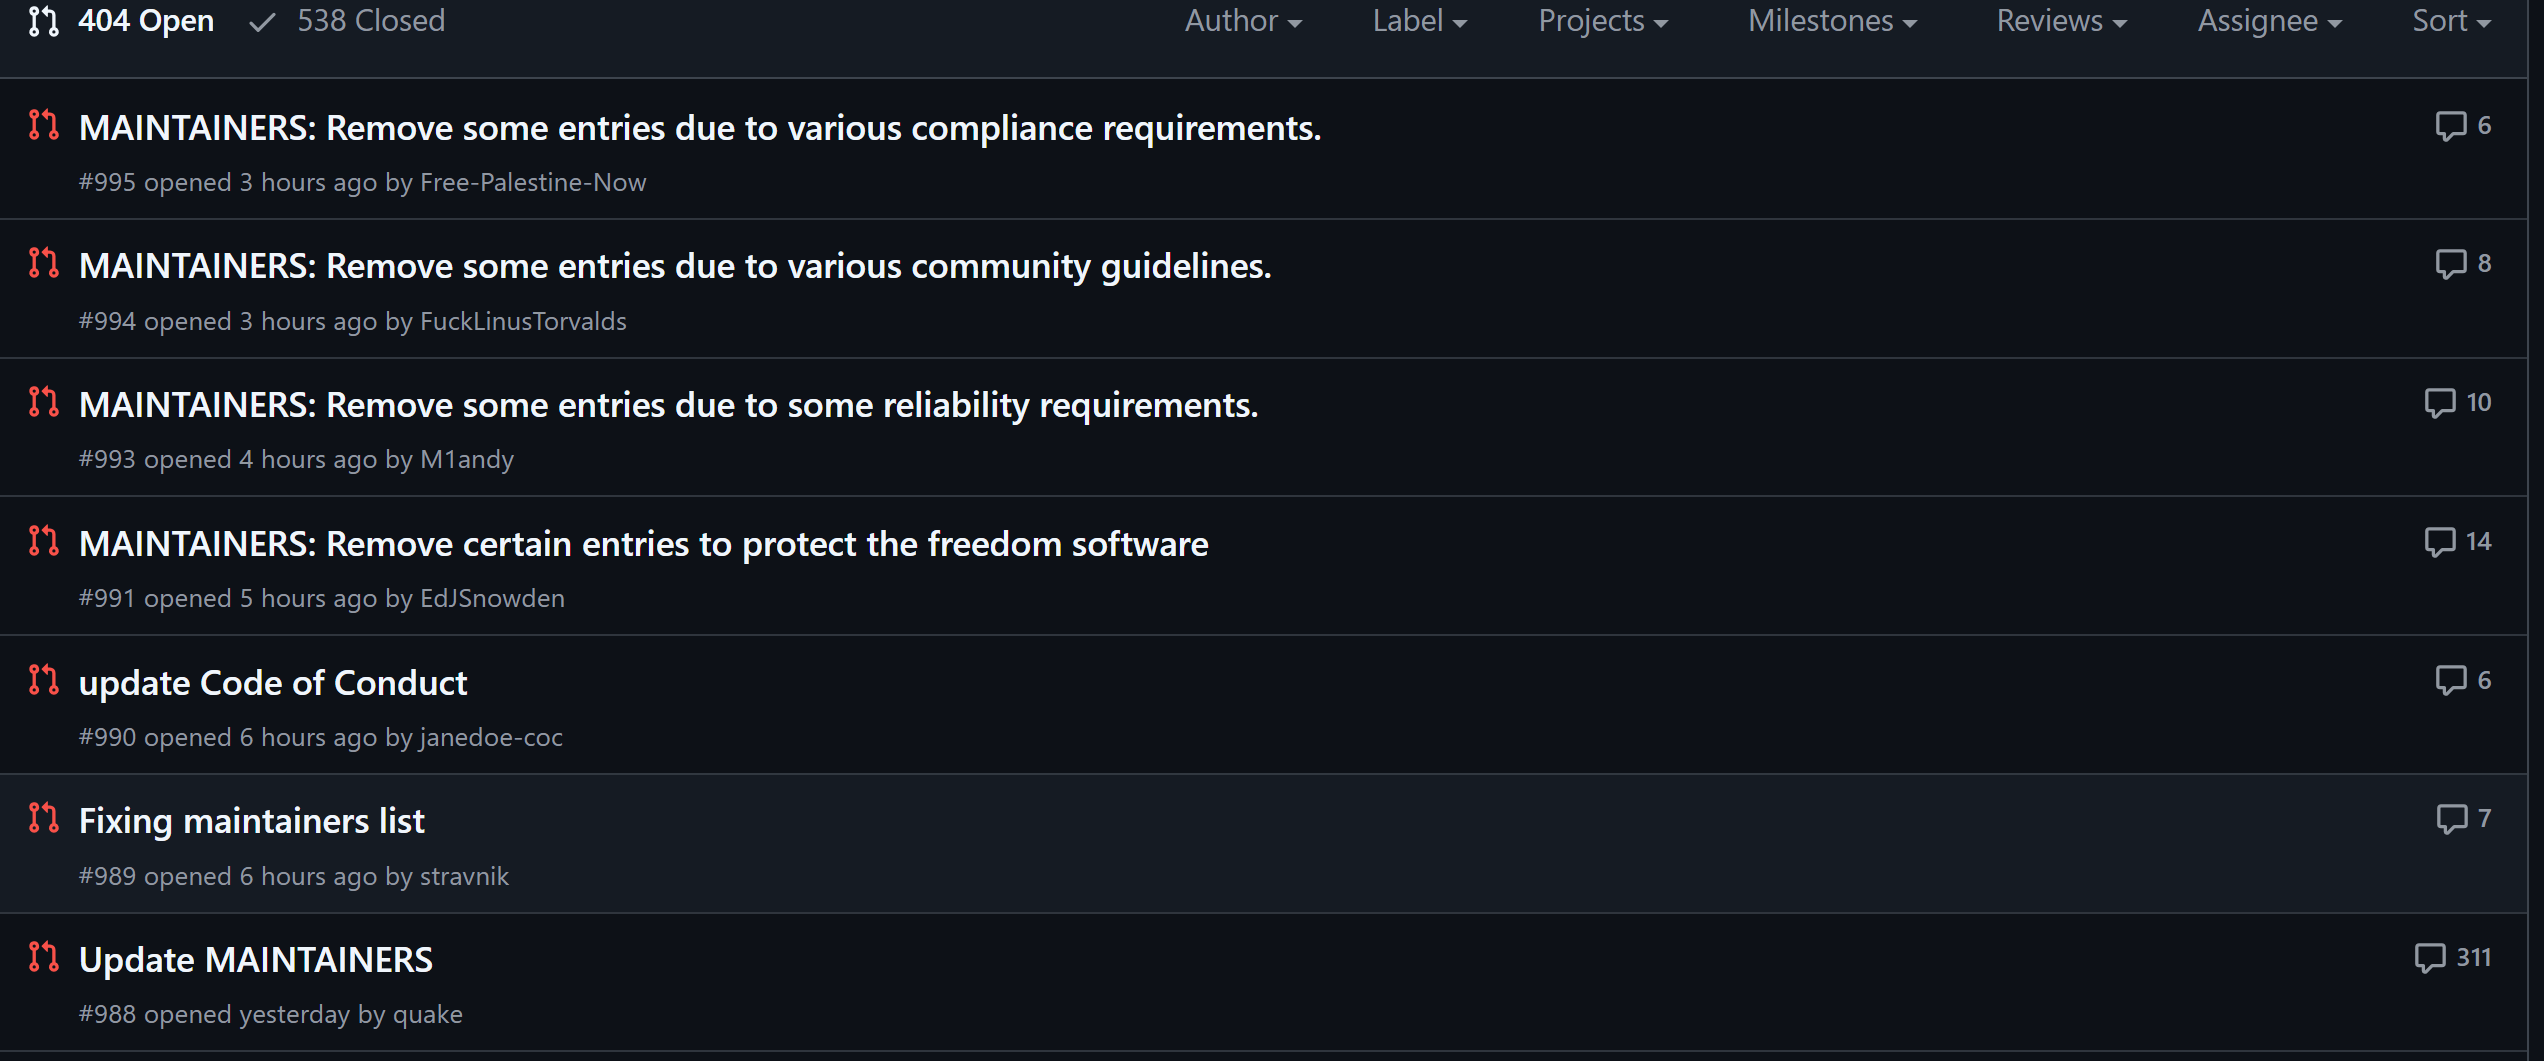 404 Open 538 Closed Author Label Projects Milestones Reviews Assignee Sort
MAINTAINERS: Remove some entries due to various compliance requirements. 6
#995 opened 3 hours ago by Free-Palestine-Now
MAINTAINERS: Remove some entries due to various community guidelines. 8
#994 opened 3 hours ago by FuckLinusTorvalds
MAINTAINERS: Remove some entries due to some reliability requirements. 10
#993 opened 4 hours ago by M1andy
MAINTAINERS: Remove certain entries to protect the freedom software 14
#991 opened 5 hours ago by EdJSnowden
update Code of Conduct 6
#990 opened 6 hours ago by janedoe-coc
Fixing maintainers list 7
#989 opened 6 hours ago by stravnik
Update MAINTAINERS 311
#988 opened yesterday by quake